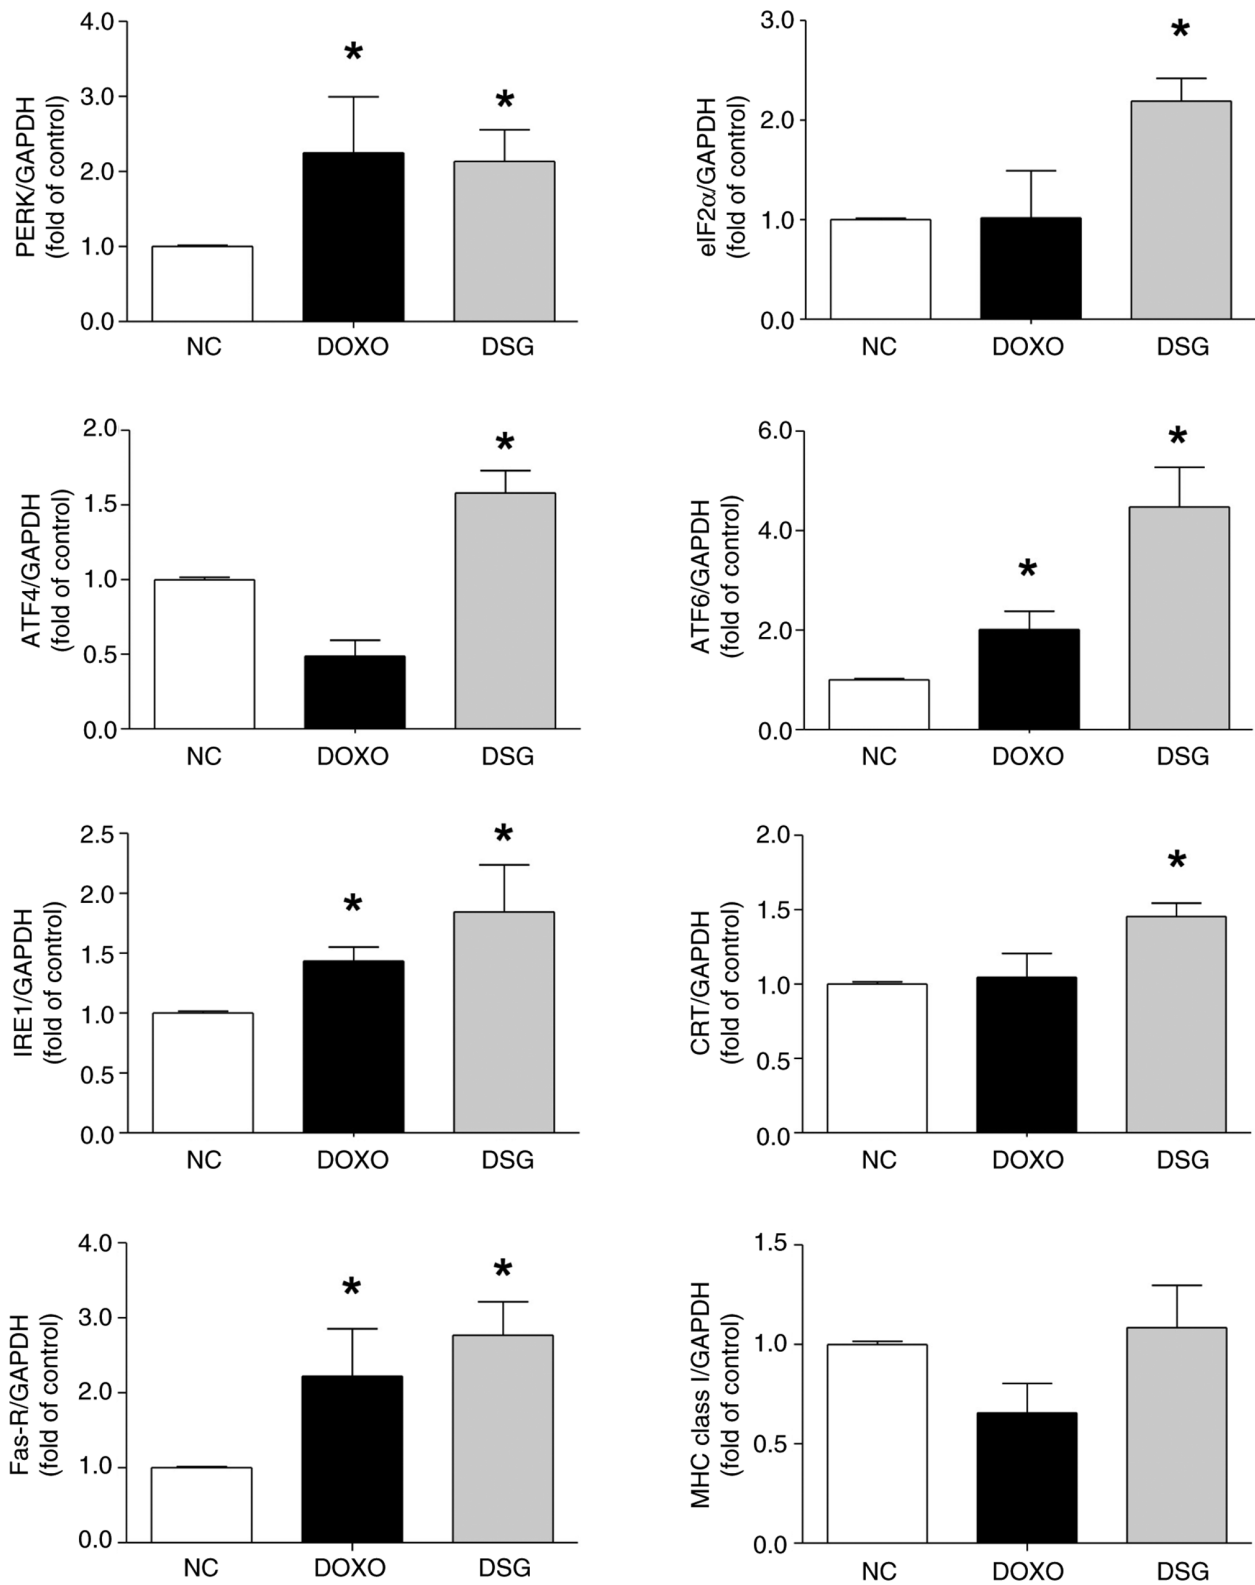 PERK/GAPDH
(fold of control)
4.0
*
3.0
*
2.0
1.0
0.0
NC DOXO DSG
eIF2α/GAPDH
(fold of control)
3.0
*
2.0
1.0
0.0
NC DOXO DSG
ATF4/GAPDH
(fold of control)
2.0
*
1.5
1.0
0.5
0.0
NC DOXO DSG
ATF6/GAPDH
(fold of control)
6.0
*
4.0
*
2.0
0.0
NC DOXO DSG
IRE1/GAPDH
(fold of control)
2.5
*
2.0
*
1.5
1.0
0.5
0.0
NC DOXO DSG
CRT/GAPDH
(fold of control)
2.0
*
1.5
1.0
0.5
0.0
NC DOXO DSG
Fas-R/GAPDH
(fold of control)
4.0
*
*
3.0
2.0
1.0
0.0
NC DOXO DSG
MHC class I/GAPDH
(fold of control)
1.5
1.0
0.5
0.0
NC DOXO DSG